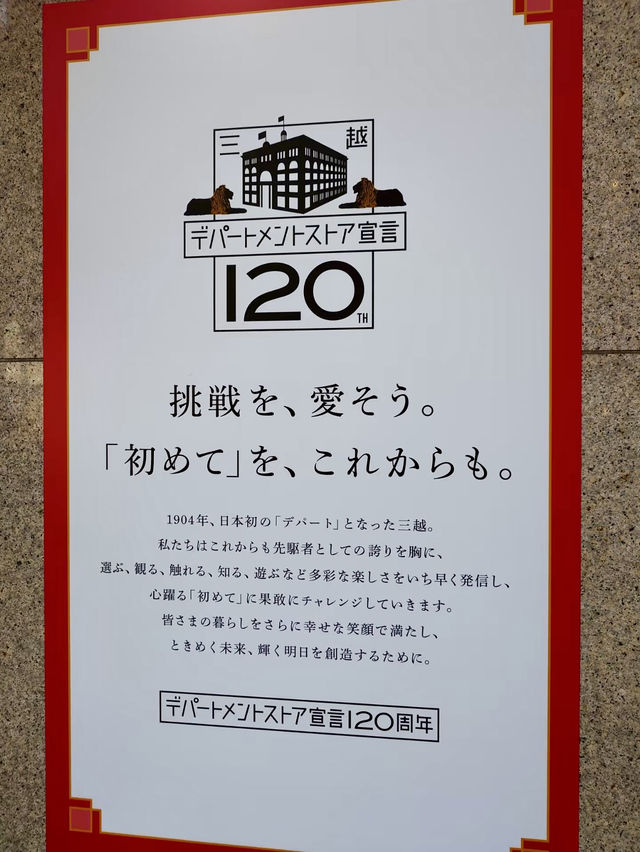 三 越
デパートメントストア宣言
120TH
挑戦を、愛そう。
「初めて」を、これからも。
1904年、日本初の「デパート」となった三越。
私たちはこれからも先駆者としての誇りを胸に、
選ぶ、観る、触れる、知る、遊ぶなど多彩な楽しさをいち早く発信し、
心躍る「初めて」に果敢にチャレンジしていきます。
皆さまの暮らしをさらに幸せな笑顔で満たし、
ときめく未来、輝く明日を創造するために。
デパートメントストア宣言120周年